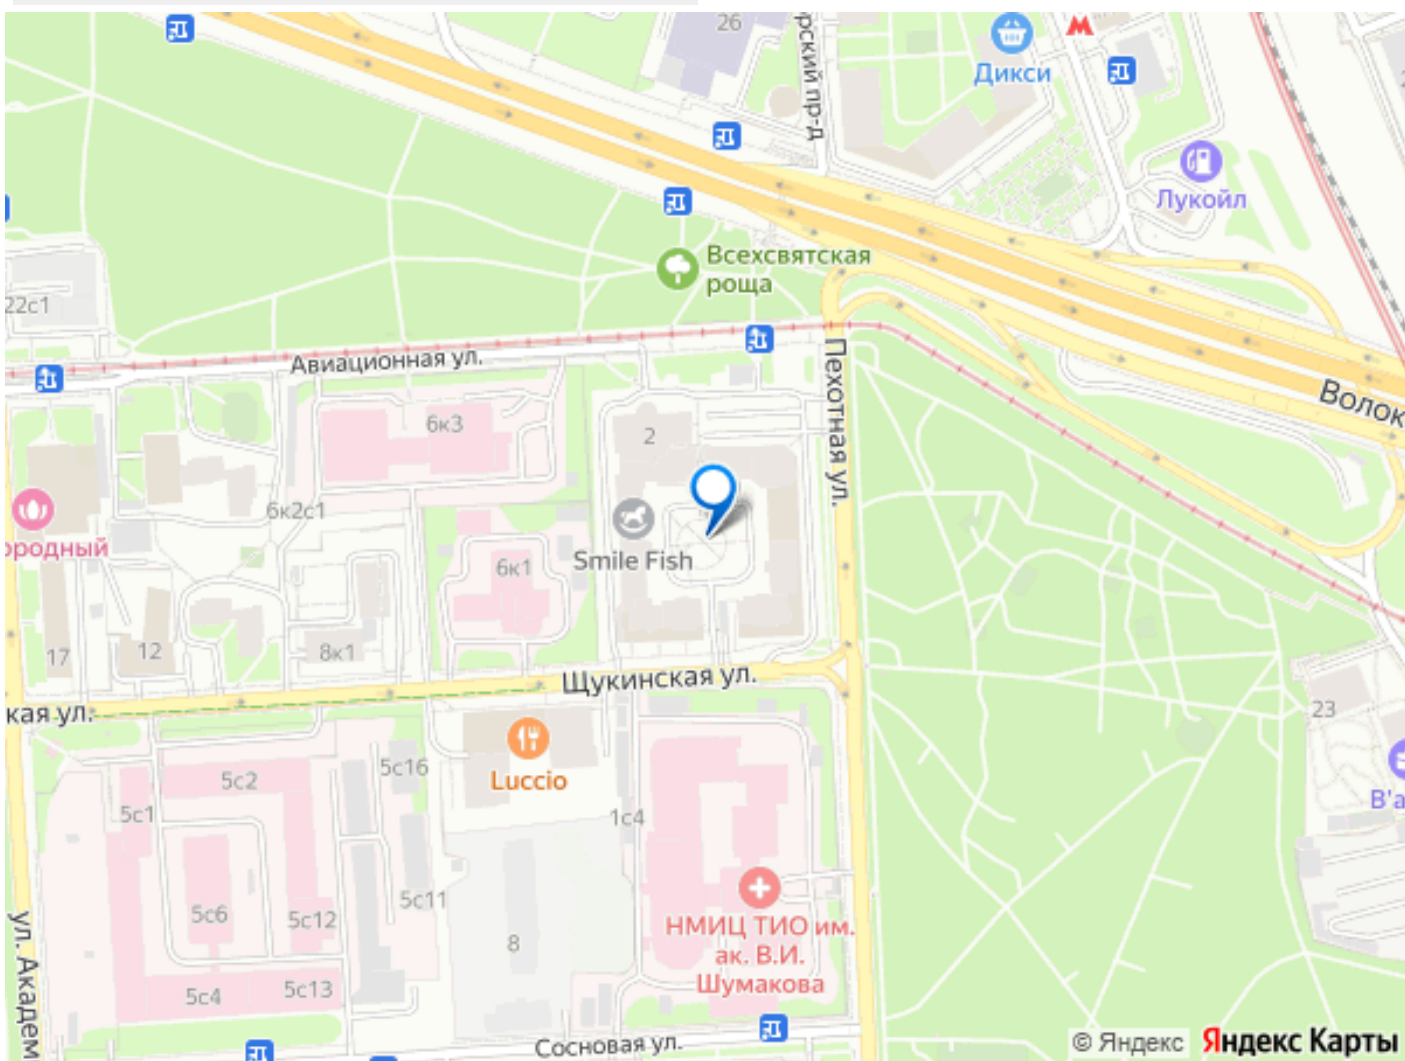 26
орский пр-д
Дикси
Лукойл
Всехсвятская
роща
22с1
Авиационная ул.
Пехотная ул.
Волок
6к3
2
6к2с1
ородный
Smile Fish
6к1
17
12
8к1
Щукинская ул.
кая ул.
23
5с2
5с16
Luccio
5с1
1с4
В'а
5с6
5с12
5с11
8
НМИЦ ТИО им.
ак. В.И.
Шумакова
ул. Академ
5с4
5с13
Сосновая ул.
© Яндекс Яндекс Карты